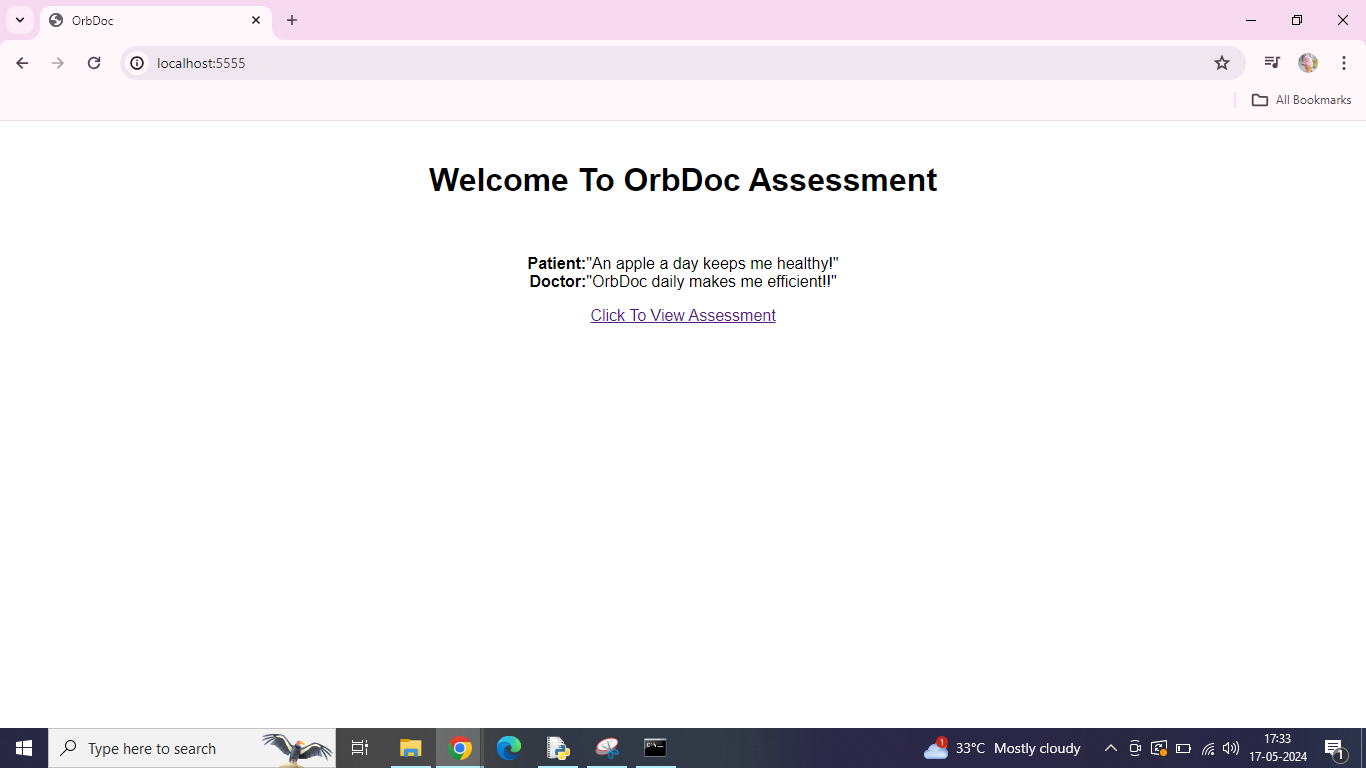 OrbDoc
localhost:5555
All Bookmarks
Welcome To OrbDoc Assessment
Patient:"An apple a day keeps me healthy!"
Doctor:"OrbDoc daily makes me efficient!!"
Click To View Assessment
Type here to search
1
33°C Mostly cloudy
17:33
17-05-2024
1